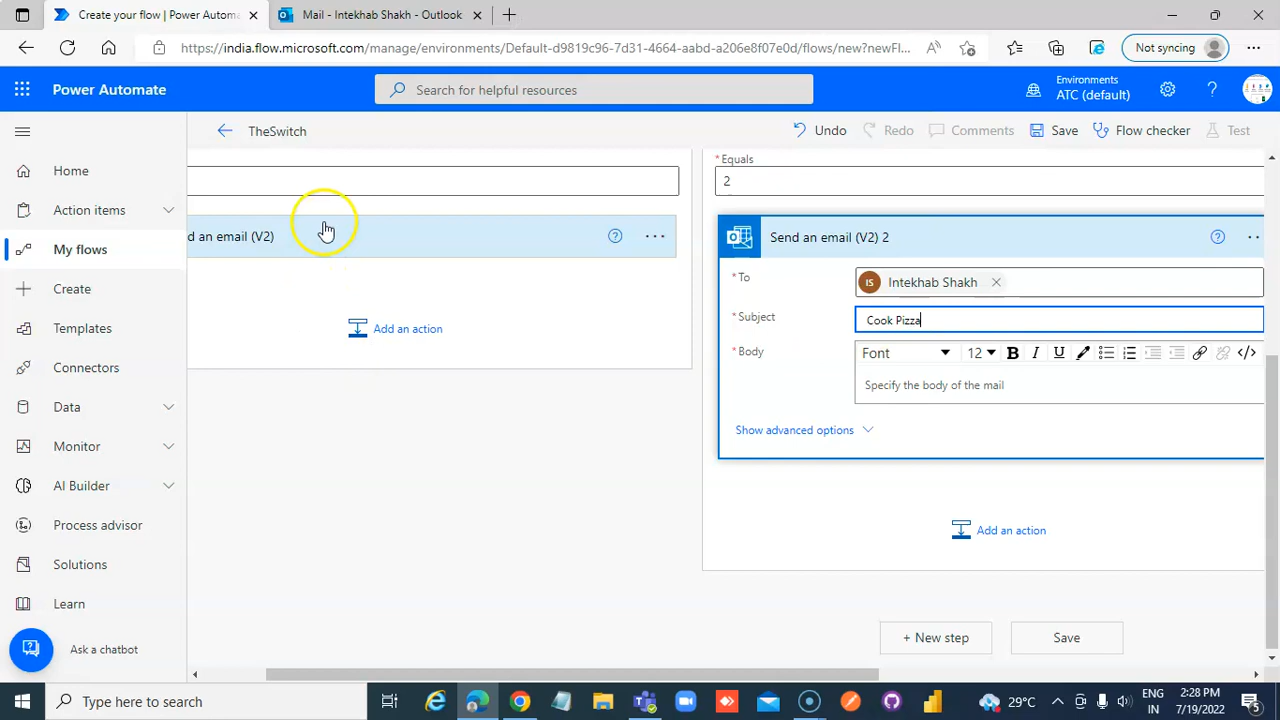 Create your flow | Power Automate
Mail - Intekhab Shakh - Outlook
https://india.flow.microsoft.com/manage/environments/Default-d9819c96-7d31-4664-aabd-a206e8f07e0d/flows/new?newFl...
Not syncing
Power Automate
Search for helpful resources
Environments
ATC (default)
TheSwitch
Undo
Redo
Comments
Save
Flow checker
Test
Home
Action items
My flows
Create
Templates
Connectors
Data
Monitor
AI Builder
Process advisor
Solutions
Learn
Ask a chatbot
d an email (V2)
Add an action
* Equals
2
Send an email (V2) 2
* To
IS Intekhab Shakh
* Subject
Cook Pizza
* Body
Font
12
B I U
Specify the body of the mail
Show advanced options
Add an action
+ New step
Save
Type here to search
29°C
ENG
IN
2:28 PM
7/19/2022
5